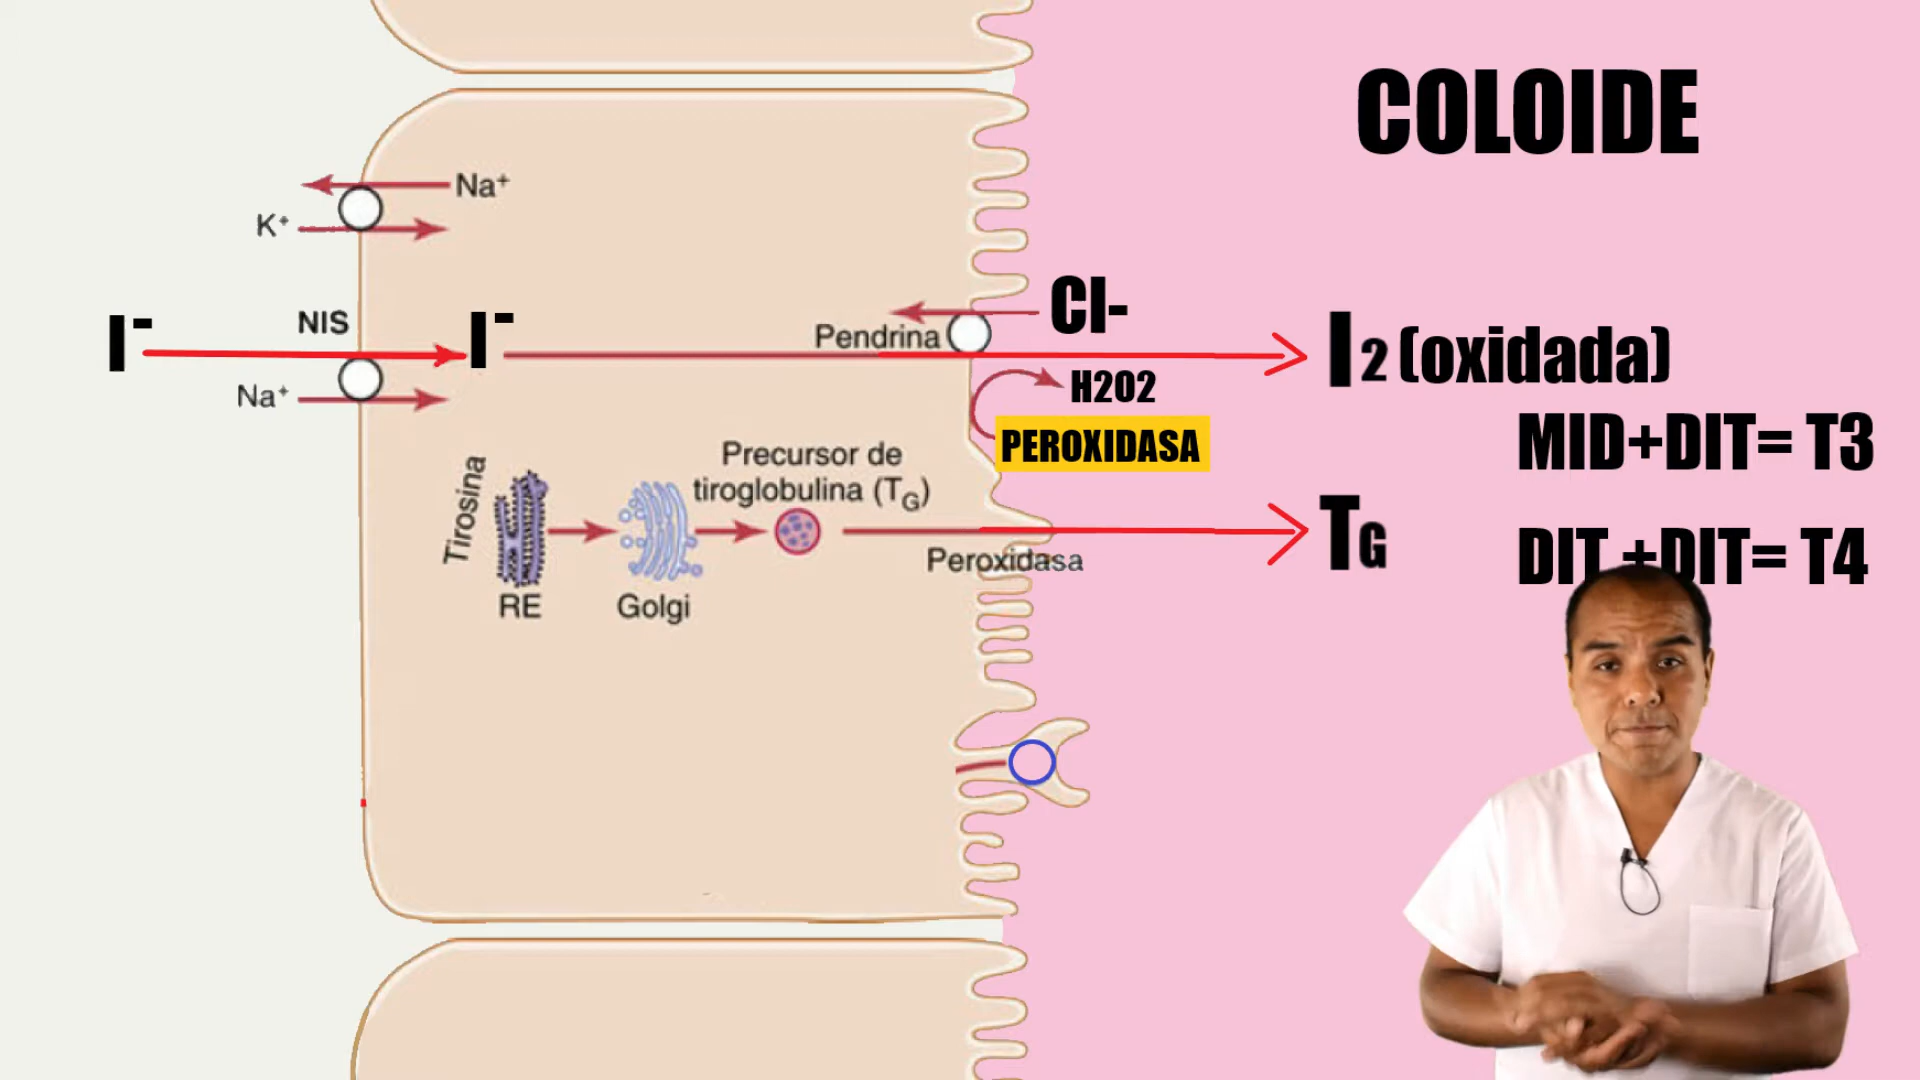 COLOIDE
Na⁺
K⁺
I⁻
NIS
I⁻
Na⁺
Pendrina
Cl-
I2 (oxidada)
H2O2
PEROXIDASA
MID+DIT= T3
Tirosina
RE
Golgi
Precursor de
tiroglobulina (TG)
Peroxidasa
TG
DIT +DIT= T4